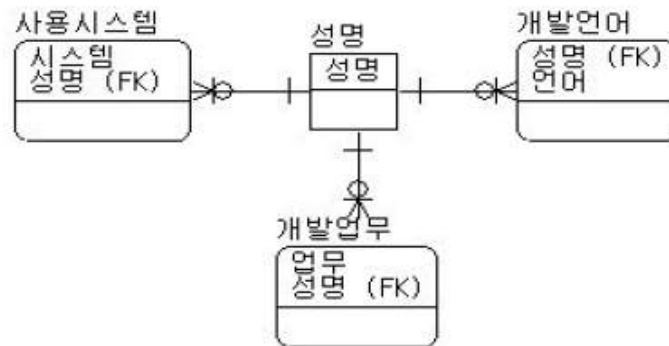 사용시스템
시스템
성명 (FK)
성명
성명
개발언어
성명 (FK)
언어
개발업무
업무
성명 (FK)